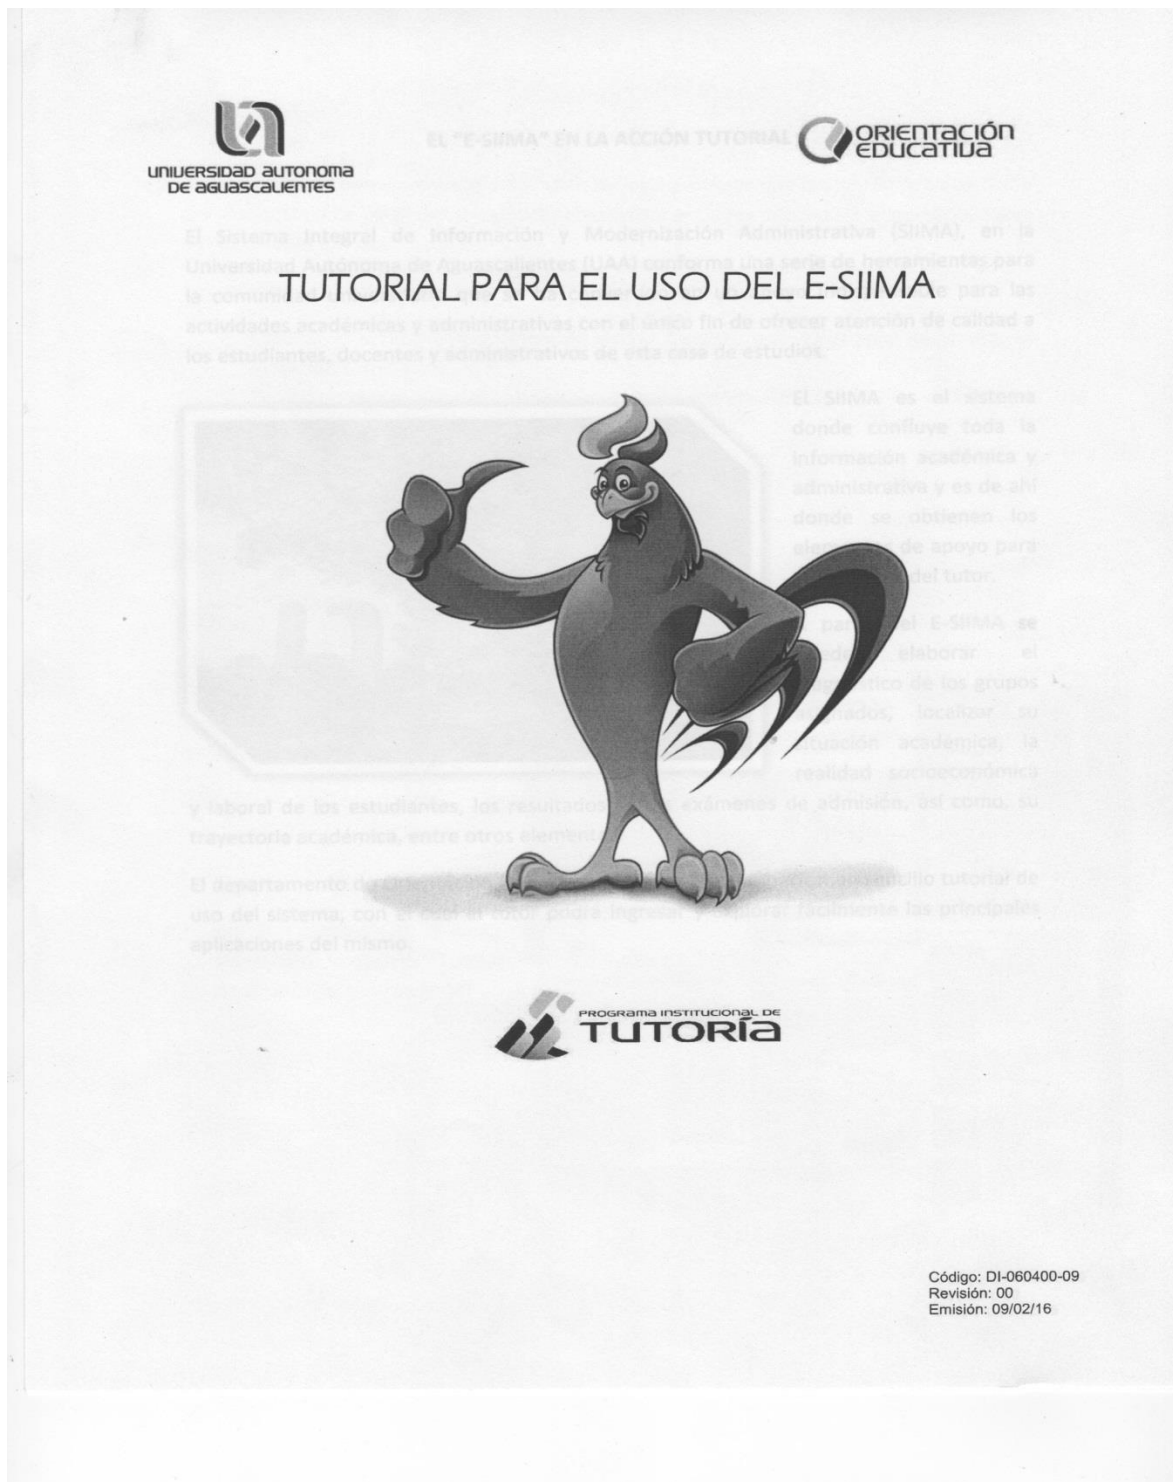 UNIVERSIDAD AUTONOMA
DE AGUASCALIENTES
ORIENTACIÓN
EDUCATIVA
EL "E-SIIMA" EN LA ACCIÓN TUTORIAL
El Sistema Integral de Información y Modernización Administrativa (SIIMA), en la
Universidad Autónoma de Aguascalientes (UAA) conforma una serie de herramientas para
TUTORIAL PARA EL USO DEL E-SIIMA
la comunidad para las
actividades académicas y administrativas con el único fin de ofrecer atención de calidad a
los estudiantes, docentes y administrativos de esta casa de estudios.
EL SIIMA es el sistema
donde confluye toda la
información académica y
administrativa y es de ahí
donde se obtienen los
de apoyo para
del tutor.
el E-SIIMA se
elaborar el
de los grupos
localizar su
situación académica, la
realidad socioeconómica
y laboral de los estudiantes, los resultados exámenes de admisión, así como, su
trayectoria académica, entre otros
El departamento tutorial de
uso del sistema, con el cual el tutor podrá ingresar y explorar fácilmente las principales
aplicaciones del mismo.
PROGRAMA INSTITUCIONAL DE
TUTORÍA
Código: DI-060400-09
Revisión: 00
Emisión: 09/02/16